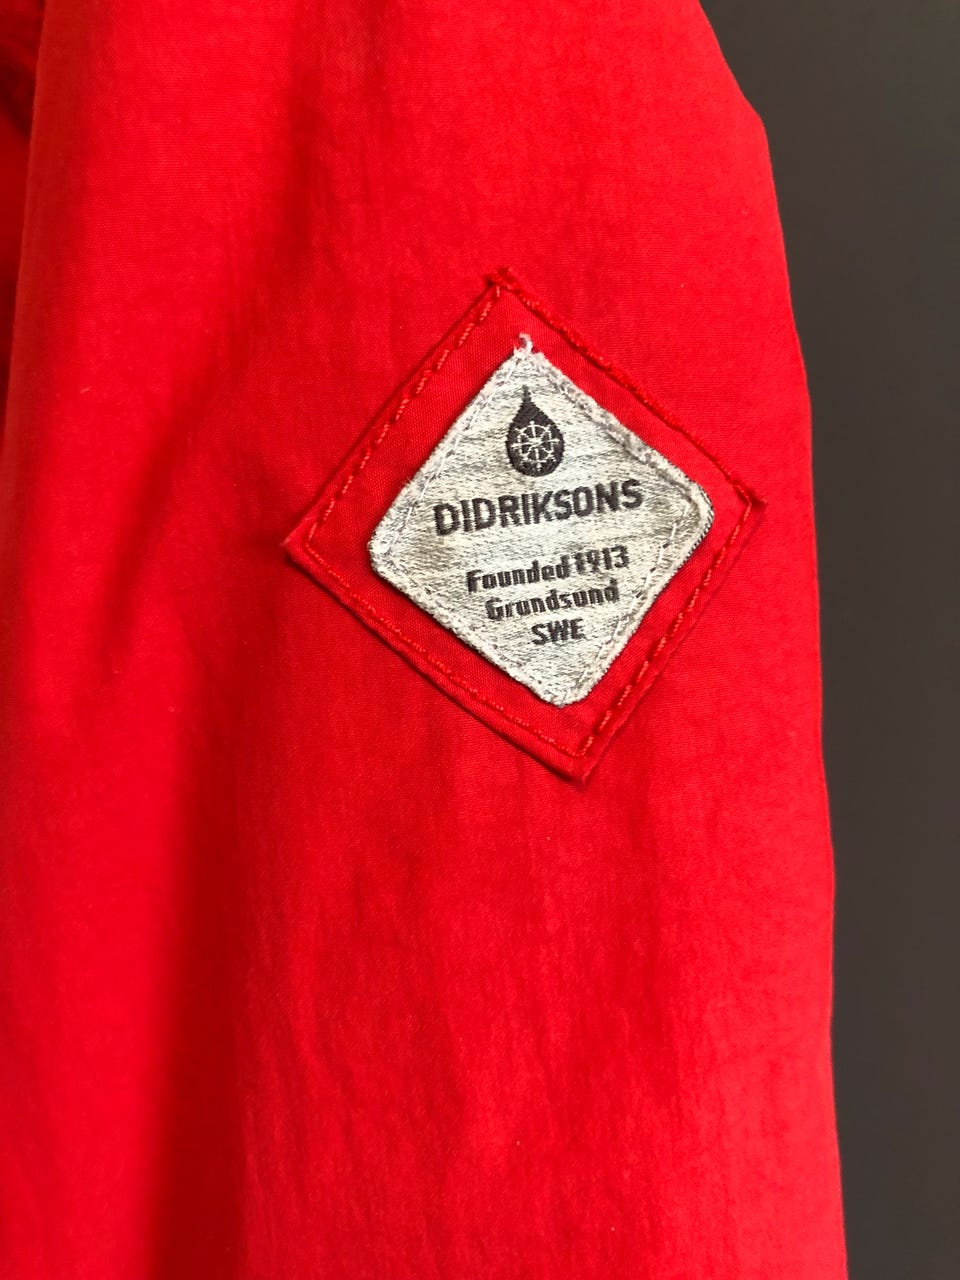 DIDRIKSONS
Founded 1913
Grundsund
SWE